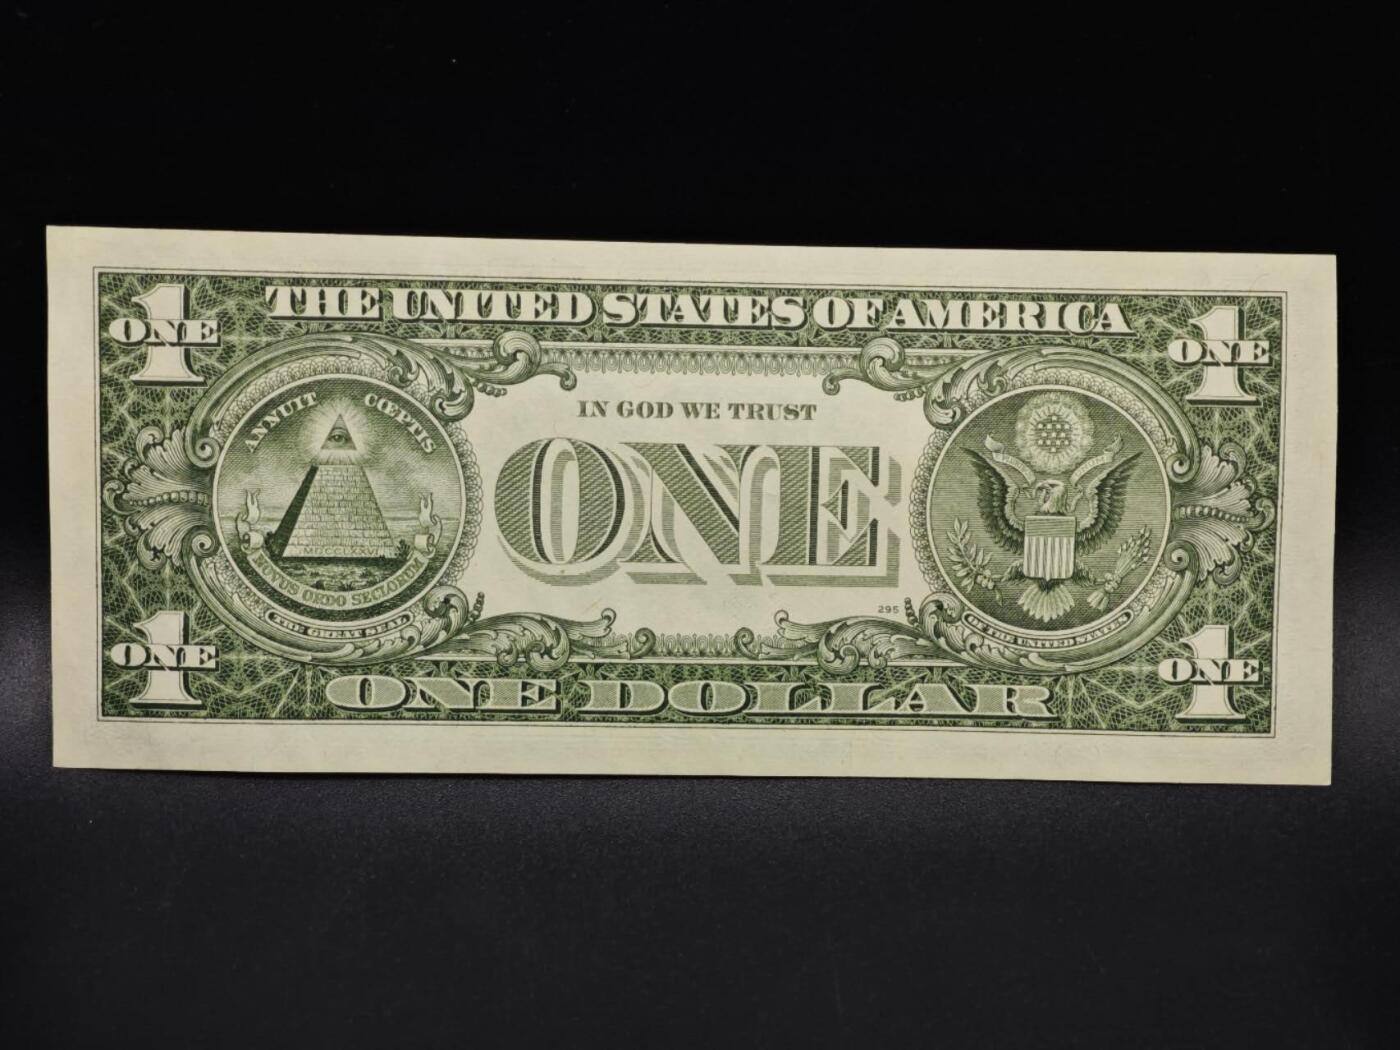 1
ONE
THE UNITED STATES OF AMERICA
1
ONE
ANNUIT CŒPTIS
MDCCLXXVI
NOVUS ORDO SECLORUM
THE GREAT SEAL
IN GOD WE TRUST
ONE
295
OF THE UNITED STATES
1
ONE
ONE DOLLAR
1
ONE